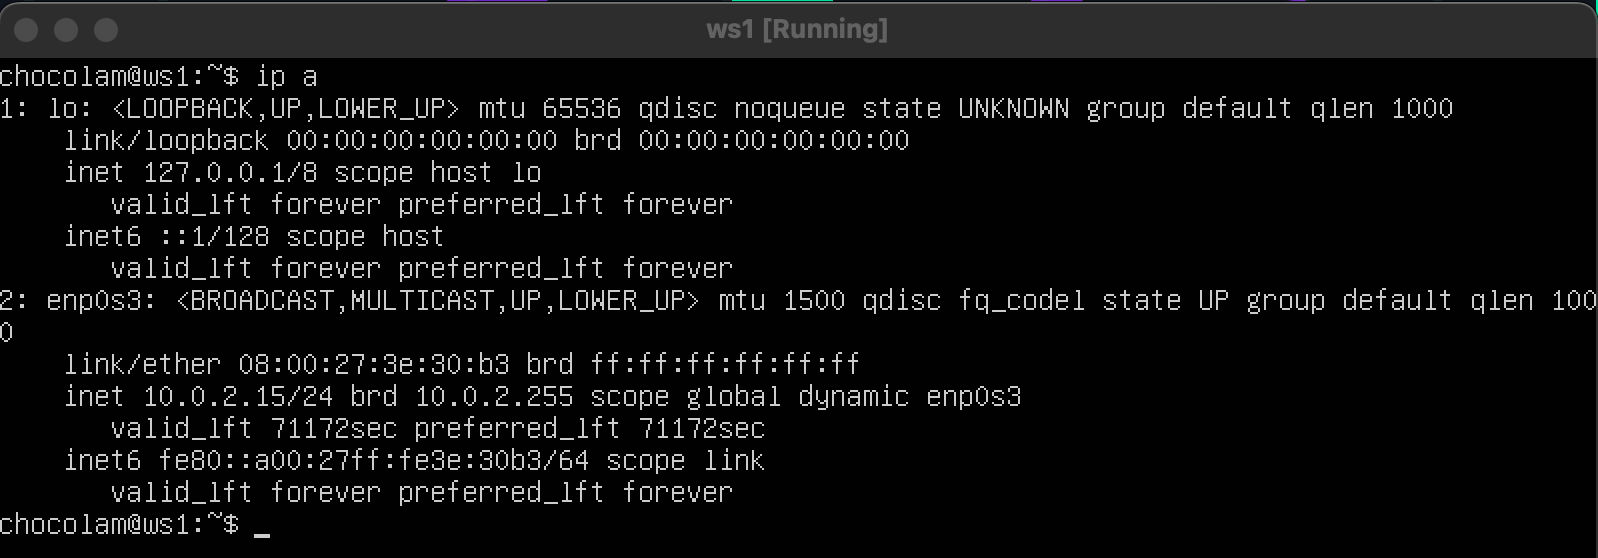 ws1 [Running]
chocolam@ws1:~$ ip a
1: lo: <LOOPBACK,UP,LOWER_UP> mtu 65536 qdisc noqueue state UNKNOWN group default qlen 1000
    link/loopback 00:00:00:00:00:00 brd 00:00:00:00:00:00
    inet 127.0.0.1/8 scope host lo
       valid_lft forever preferred_lft forever
    inet6 ::1/128 scope host
       valid_lft forever preferred_lft forever
2: enp0s3: <BROADCAST,MULTICAST,UP,LOWER_UP> mtu 1500 qdisc fq_codel state UP group default qlen 100
0
    link/ether 08:00:27:3e:30:b3 brd ff:ff:ff:ff:ff:ff
    inet 10.0.2.15/24 brd 10.0.2.255 scope global dynamic enp0s3
       valid_lft 71172sec preferred_lft 71172sec
    inet6 fe80::a00:27ff:fe3e:30b3/64 scope link
       valid_lft forever preferred_lft forever
chocolam@ws1:~$ _